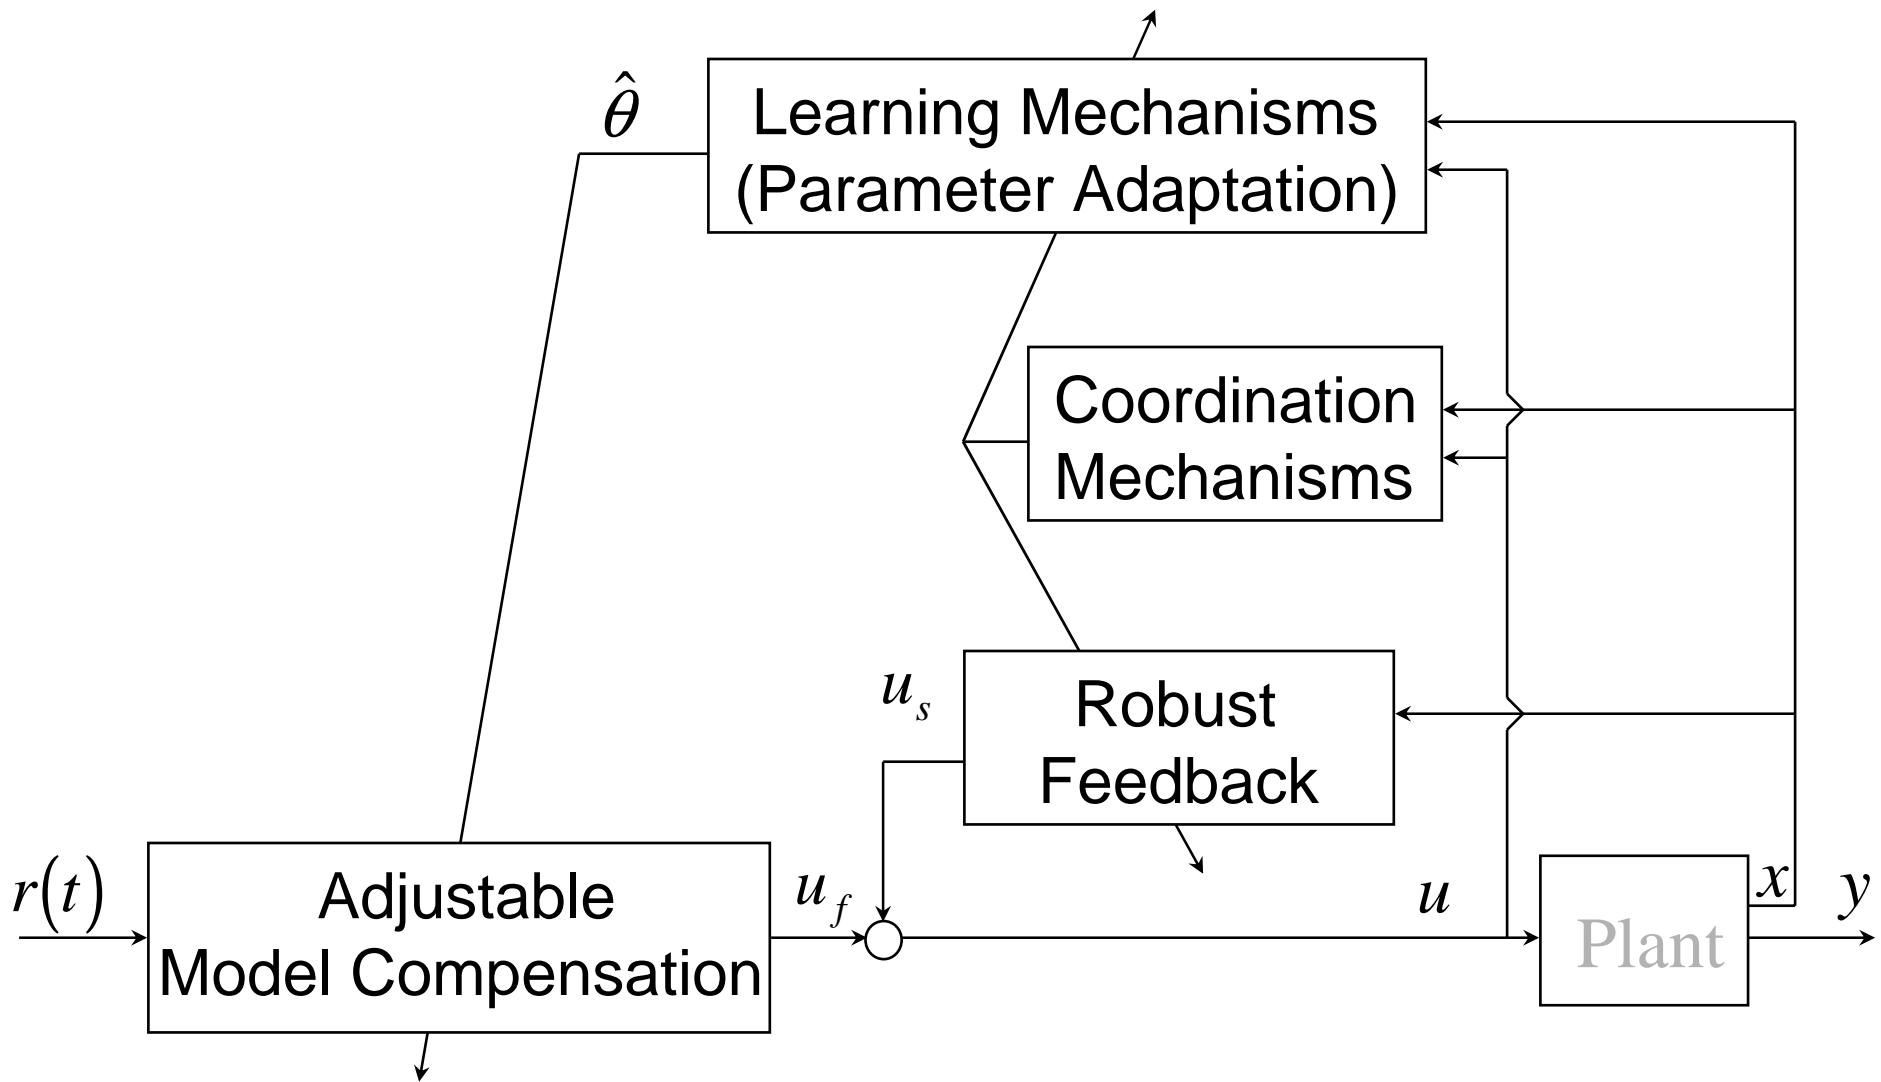 θ̂
Learning Mechanisms
(Parameter Adaptation)
Coordination
Mechanisms
u_s
Robust
Feedback
r(t)
Adjustable
Model Compensation
u_f
u
Plant
x
y